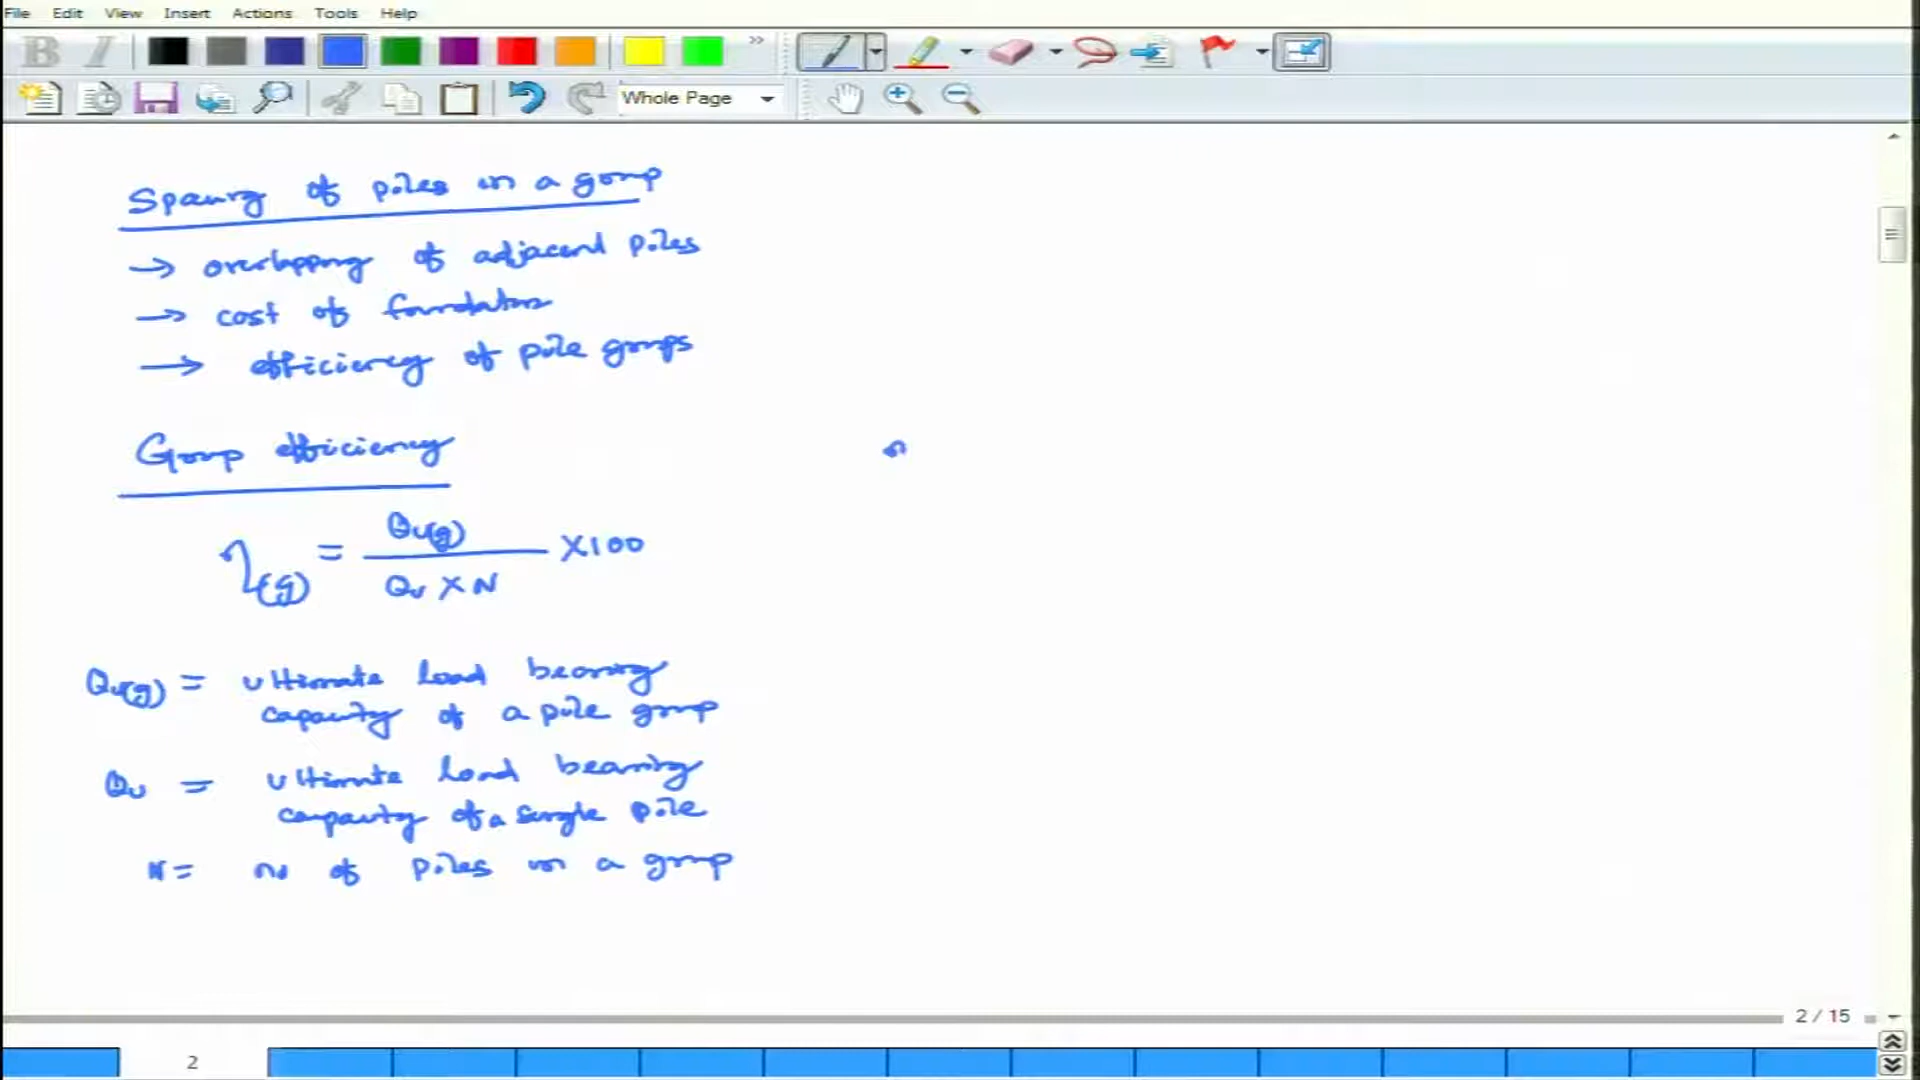 File Edit View Insert Actions Tools Help
B I
Whole Page
Spacing of piles in a group
→ overlapping of adjacent piles
→ cost of foundation
→ efficiency of pile groups
Group efficiency
η(g) = Qu(g) / Qu × N × 100
Qu(g) = ultimate load bearing
capacity of a pile group
Qu = ultimate load bearing
capacity of a single pile
N = no of piles in a group
2 / 15
2